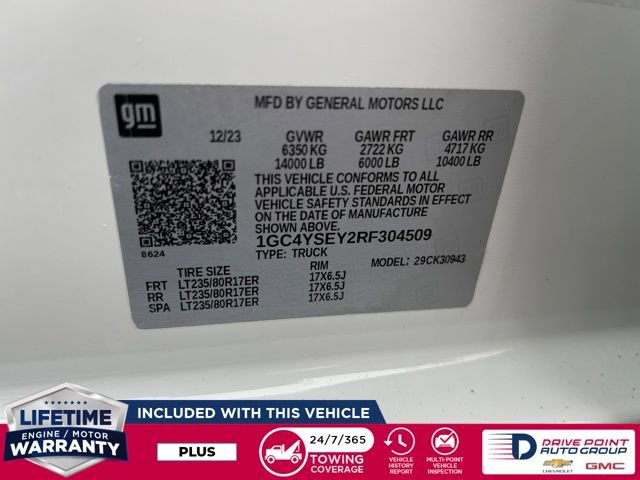 gm
MFD BY GENERAL MOTORS LLC
12/23 GVWR GAWR FRT GAWR RR
6350 KG 2722 KG 4717 KG
14000 LB 6000 LB 10400 LB
THIS VEHICLE CONFORMS TO ALL
APPLICABLE U.S. FEDERAL MOTOR
VEHICLE SAFETY STANDARDS IN EFFECT
ON THE DATE OF MANUFACTURE
SHOWN ABOVE.
1GC4YSEY2RF304509
8624
TYPE: TRUCK MODEL: 29CK30943
TIRE SIZE RIM
FRT LT235/80R17ER 17X6.5J
RR LT235/80R17ER 17X6.5J
SPA LT235/80R17ER 17X6.5J
LIFETIME
ENGINE / MOTOR
WARRANTY
INCLUDED WITH THIS VEHICLE
PLUS
24/7/365
TOWING
COVERAGE
VEHICLE
HISTORY
REPORT
MULTI-POINT
VEHICLE
INSPECTION
DRIVE POINT
AUTO GROUP
CHEVROLET GMC